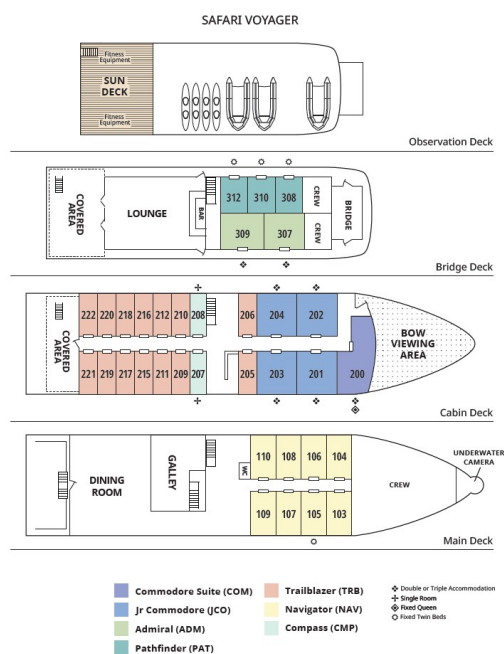 SAFARI VOYAGER
Fitness
Equipment
SUN
DECK
Fitness
Equipment
Observation Deck
COVERED
AREA
LOUNGE
BAR
312
310
308
CREW
309
307
CREW
BRIDGE
Bridge Deck
COVERED
AREA
222
220
218
216
212
210
208
206
204
202
221
219
217
215
211
209
207
205
203
201
200
BOW
VIEWING
AREA
Cabin Deck
DINING
ROOM
GALLEY
WC
110
108
106
104
109
107
105
103
CREW
UNDERWATER
CAMERA
Main Deck
Commodore Suite (COM)
Jr Commodore (JCO)
Admiral (ADM)
Pathfinder (PAT)
Trailblazer (TRB)
Navigator (NAV)
Compass (CMP)
Double or Triple Accommodation
Single Room
Fixed Queen
Fixed Twin Beds